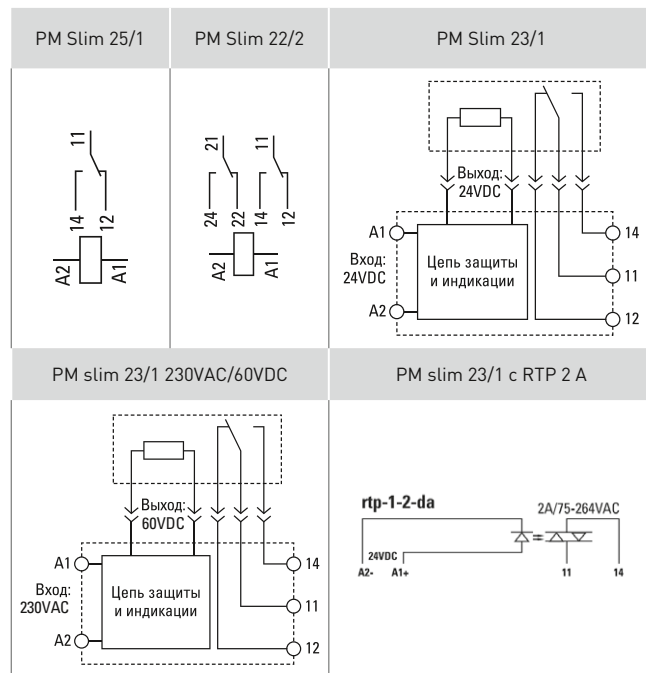 PM Slim 25/1
PM Slim 22/2
PM Slim 23/1
11
14
12
A2
A1
21
11
24
22
14
12
A2
A1
Выход:
24VDC
A1
Вход:
24VDC
A2
Цепь защиты
и индикации
14
11
12
PM slim 23/1 230VAC/60VDC
PM slim 23/1 с RTP 2 A
Выход:
60VDC
A1
Вход:
230VAC
A2
Цепь защиты
и индикации
14
11
12
rtp-1-2-da
2A/75-264VAC
24VDC
A2-
A1+
11
14